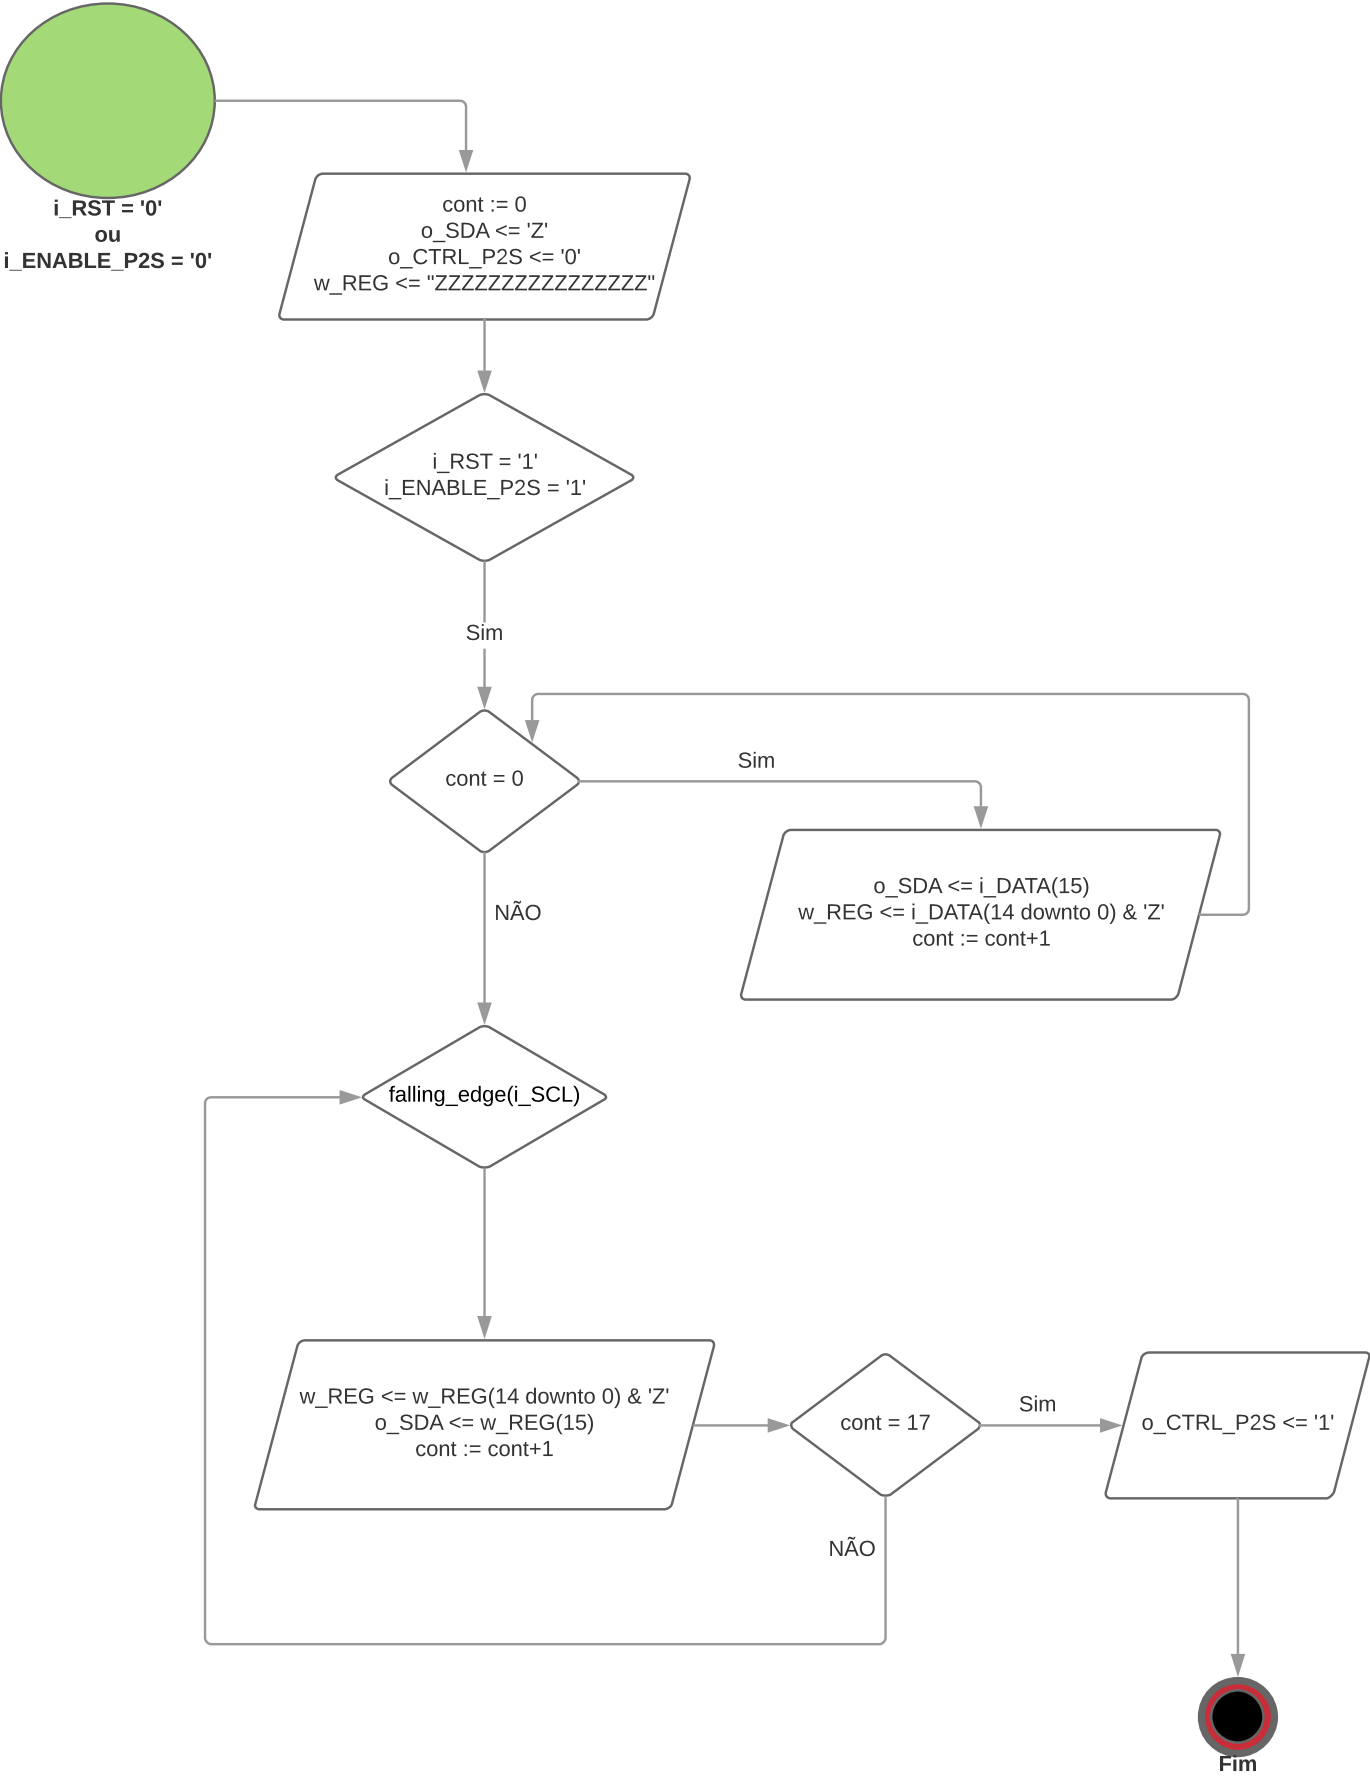 i_RST = '0'
ou
i_ENABLE_P2S = '0'
cont := 0
o_SDA <= 'Z'
o_CTRL_P2S <= '0'
w_REG <= "ZZZZZZZZZZZZZZZZ"
i_RST = '1'
i_ENABLE_P2S = '1'
Sim
cont = 0
Sim
o_SDA <= i_DATA(15)
w_REG <= i_DATA(14 downto 0) & 'Z'
cont := cont+1
NÃO
falling_edge(i_SCL)
w_REG <= w_REG(14 downto 0) & 'Z'
o_SDA <= w_REG(15)
cont := cont+1
cont = 17
Sim
o_CTRL_P2S <= '1'
NÃO
Fim